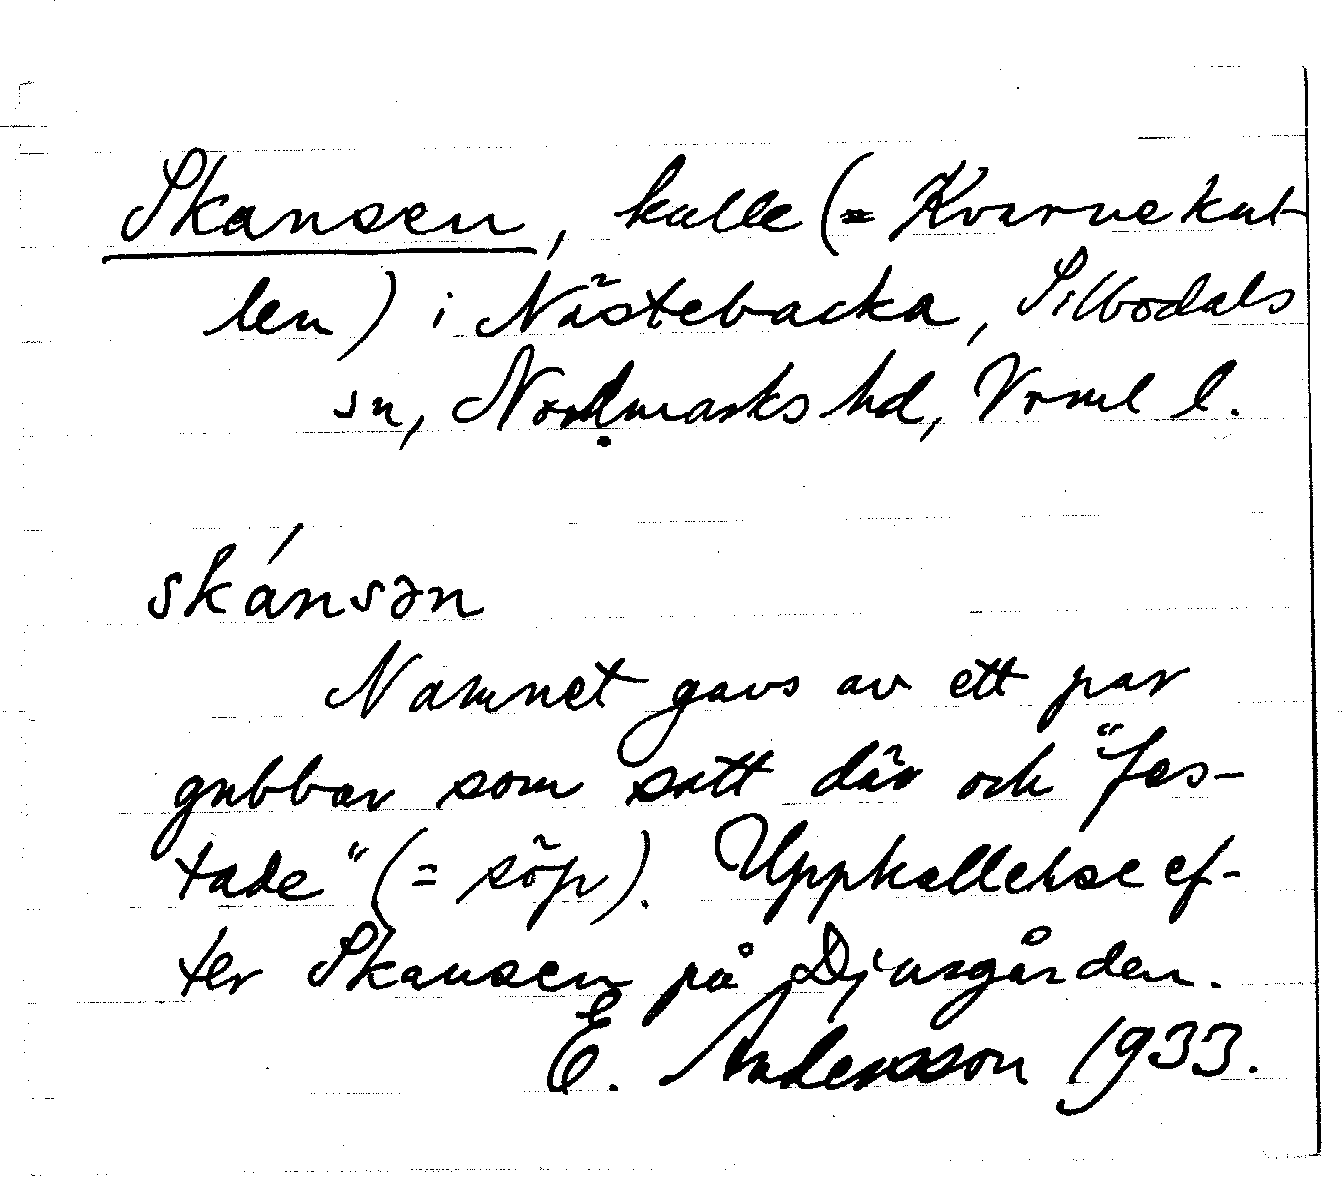 Skansen, kulle (= Kvarnekul-
len) i Nästebacka, Silbodals
sn, Nordmarks hd, Vrml l.
skánsən
Namnet gavs av ett par
gubbar som satt där och "fas-
tade" (= söp). Uppkallelse ef-
ter Skansen på Djurgården.
E. Andersson 1933.